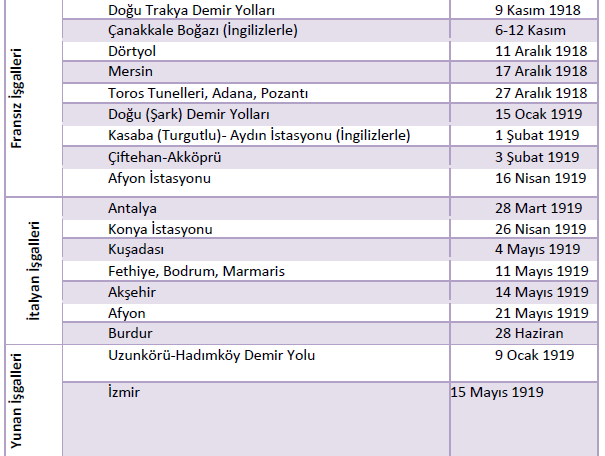 Fransız İşgalleri
Doğu Trakya Demir Yolları 9 Kasım 1918
Çanakkale Boğazı (İngilizlerle) 6-12 Kasım
Dörtyol 11 Aralık 1918
Mersin 17 Aralık 1918
Toros Tunelleri, Adana, Pozantı 27 Aralık 1918
Doğu (Şark) Demir Yolları 15 Ocak 1919
Kasaba (Turgutlu)- Aydın İstasyonu (İngilizlerle) 1 Şubat 1919
Çiftehan-Akköprü 3 Şubat 1919
Afyon İstasyonu 16 Nisan 1919
İtalyan İşgalleri
Antalya 28 Mart 1919
Konya İstasyonu 26 Nisan 1919
Kuşadası 4 Mayıs 1919
Fethiye, Bodrum, Marmaris 11 Mayıs 1919
Akşehir 14 Mayıs 1919
Afyon 21 Mayıs 1919
Burdur 28 Haziran
Yunan İşgalleri
Uzunkörü-Hadımköy Demir Yolu 9 Ocak 1919
İzmir 15 Mayıs 1919